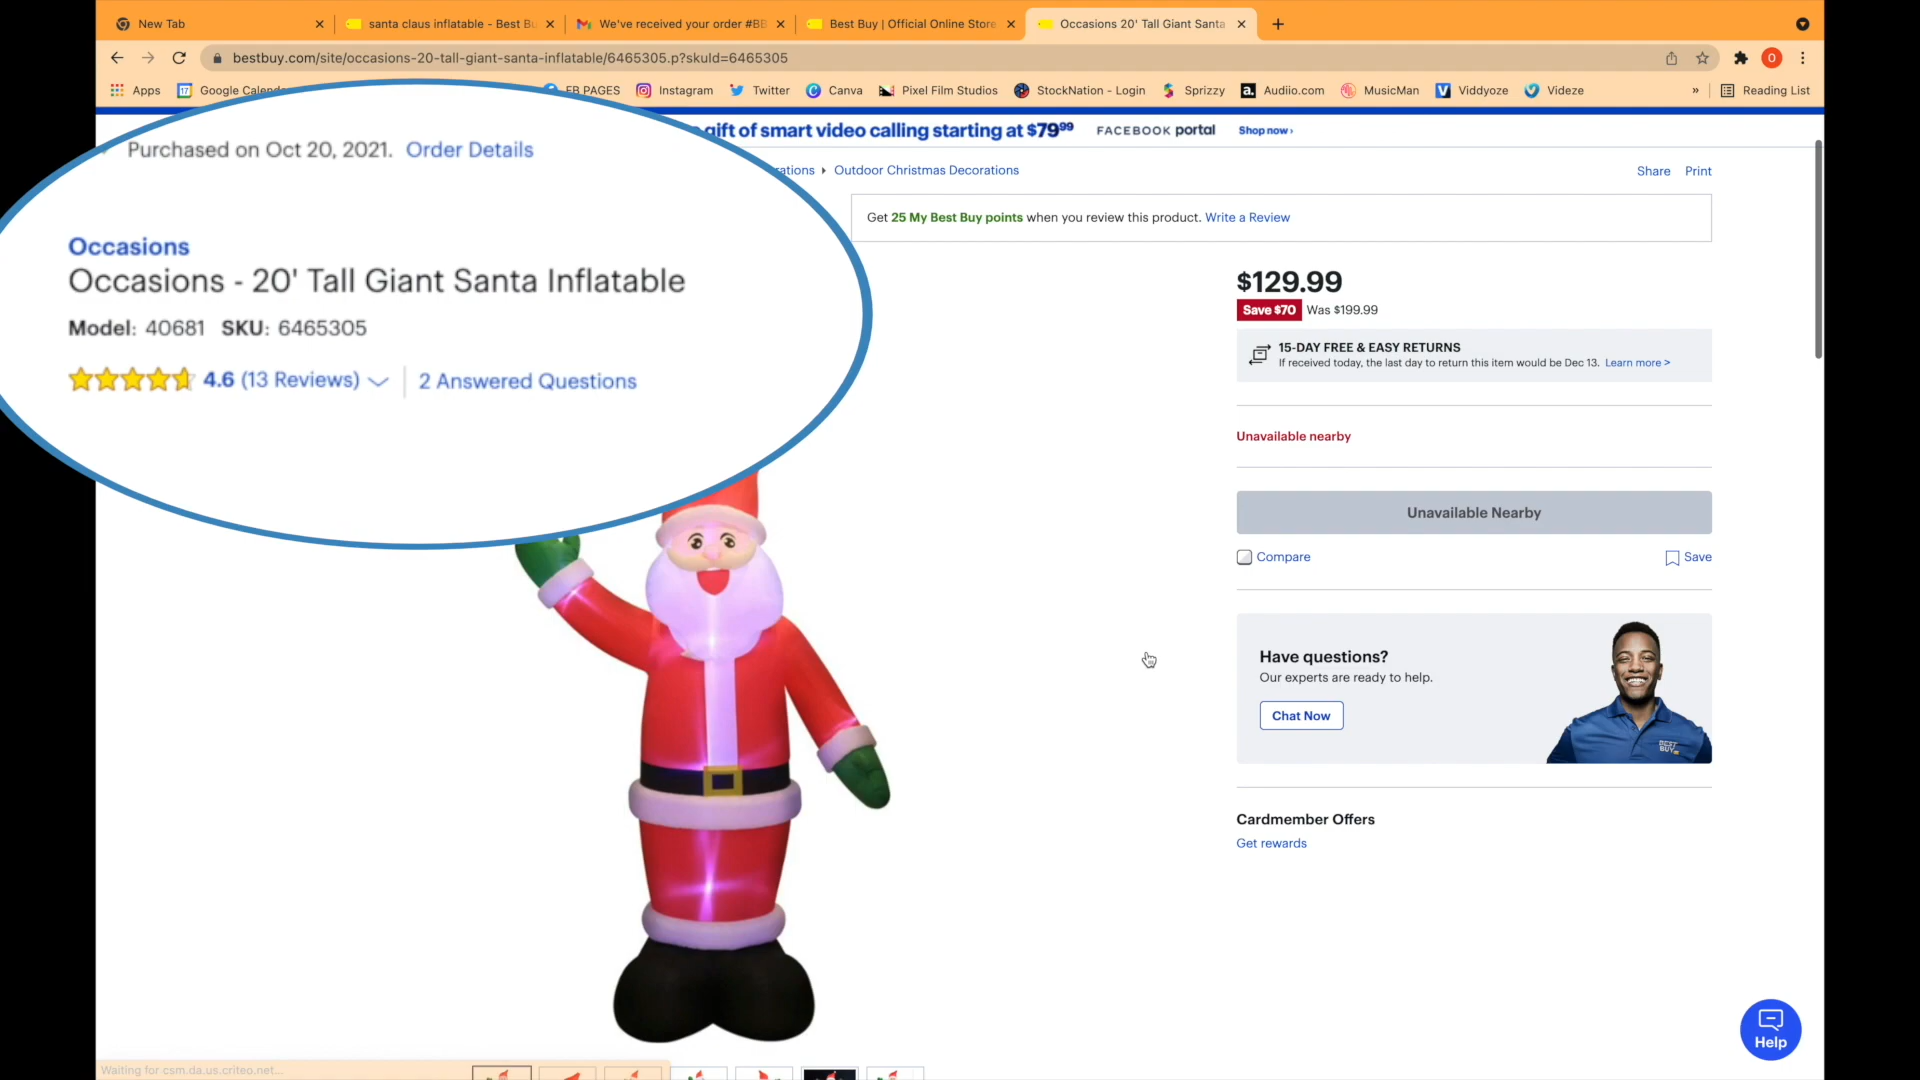 New Tab
santa claus inflatable - Best Bu
We've received your order #BB
Best Buy | Official Online Store
Occasions 20' Tall Giant Santa
bestbuy.com/site/occasions-20-tall-giant-santa-inflatable/6465305.p?skuId=6465305
O
Apps
17
Google Calend
FB PAGES
Instagram
Twitter
Canva
Pixel Film Studios
StockNation - Login
Sprizzy
a.
Audiio.com
MusicMan
V
Viddyoze
Videze
»
Reading List
gift of smart video calling starting at $79.99
FACEBOOK portal
Shop now ›
Purchased on Oct 20, 2021. Order Details
rations
Outdoor Christmas Decorations
Share
Print
Get 25 My Best Buy points when you review this product. Write a Review
Occasions
Occasions - 20' Tall Giant Santa Inflatable
Model: 40681 SKU: 6465305
4.6 (13 Reviews)
2 Answered Questions
$129.99
Save $70
Was $199.99
15-DAY FREE & EASY RETURNS
If received today, the last day to return this item would be Dec 13. Learn more >
Unavailable nearby
Unavailable Nearby
Compare
Save
Have questions?
Our experts are ready to help.
Chat Now
BEST BUY
Cardmember Offers
Get rewards
Help
Waiting for csm.da.us.criteo.net...